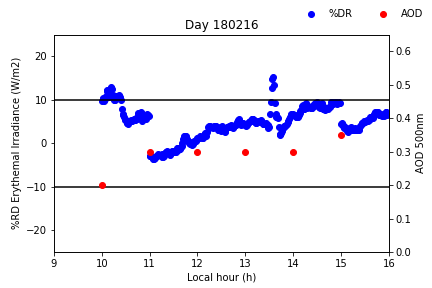 %DR AOD
Day 180216
%RD Erythemal Irradiance (W/m2)
20
10
0
−10
−20
0.6
0.5
0.4
0.3
0.2
0.1
0.0
AOD 500nm
9 10 11 12 13 14 15 16
Local hour (h)